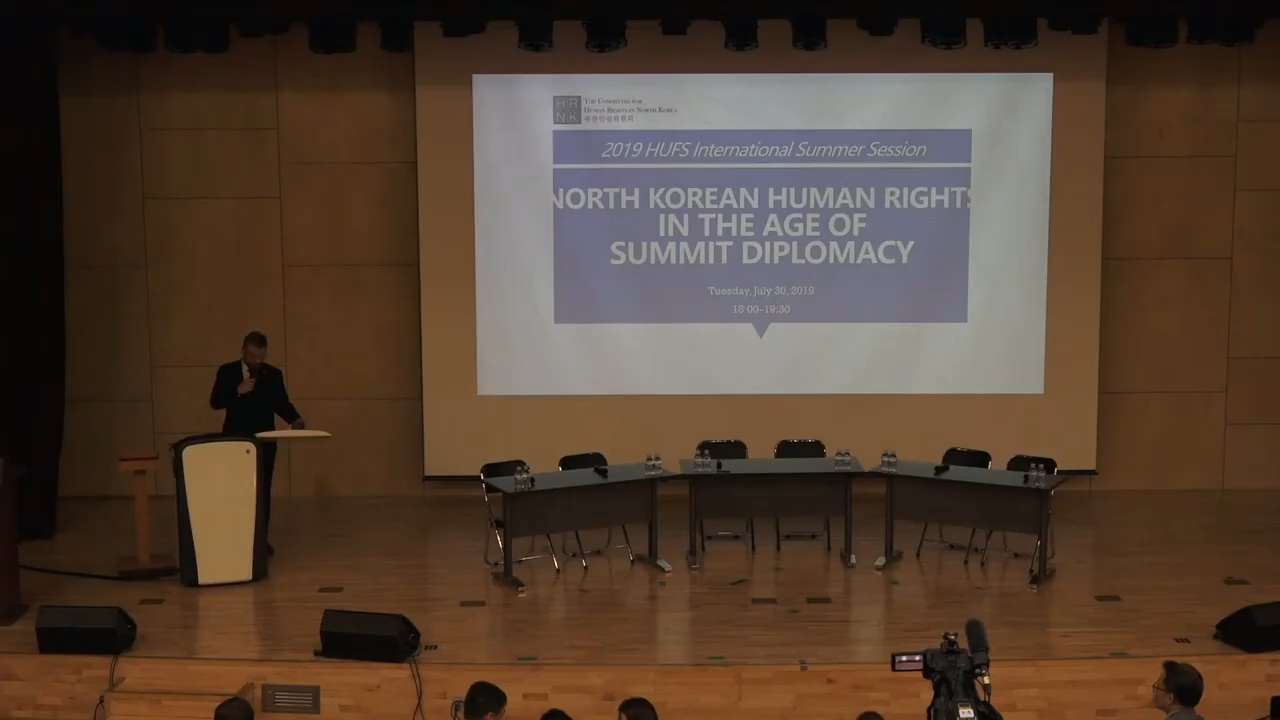 HR
NK
THE COMMITTEE FOR
HUMAN RIGHTS IN NORTH KOREA
북한인권위원회
2019 HUFS International Summer Session
NORTH KOREAN HUMAN RIGHTS
IN THE AGE OF
SUMMIT DIPLOMACY
Tuesday, July 30, 2019
18:00–19:30